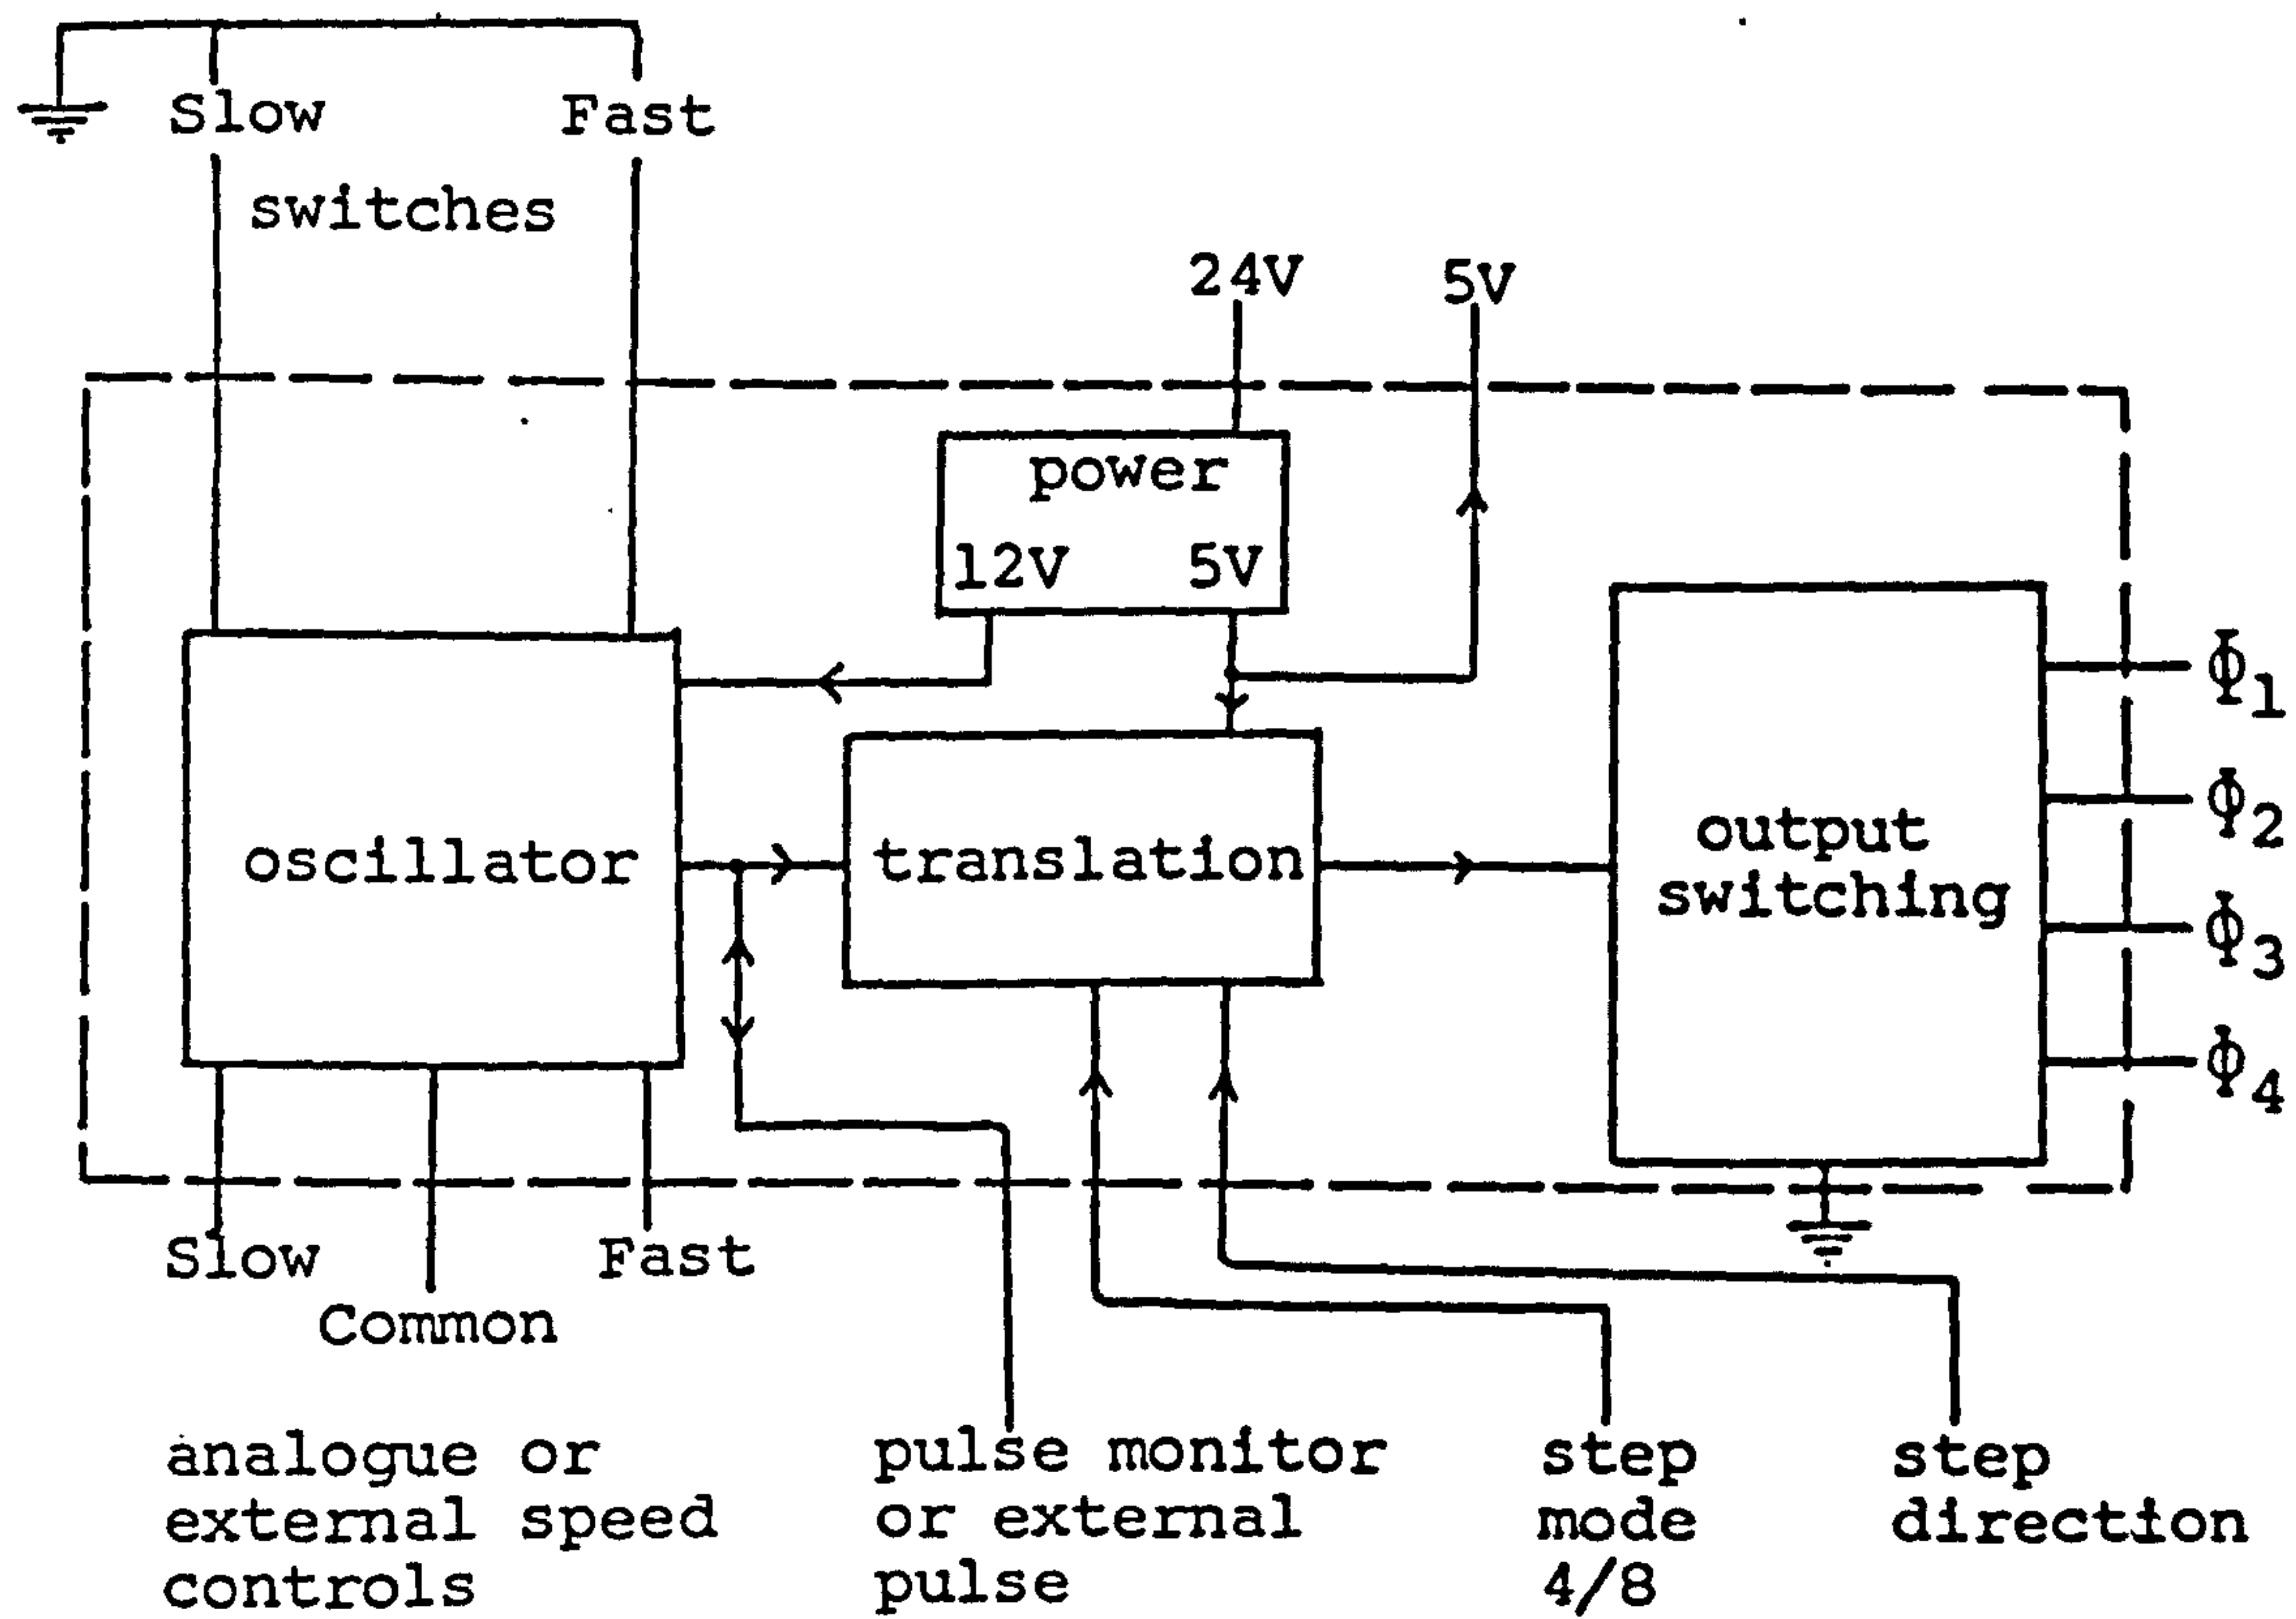 Slow Fast
switches
24V 5V
power
12V 5V
Φ1
oscillator translation output
switching
Φ2
Φ3
Φ4
Slow Fast
Common
analogue or
external speed
controls
pulse monitor
or external
pulse
step
mode
4/8
step
direction